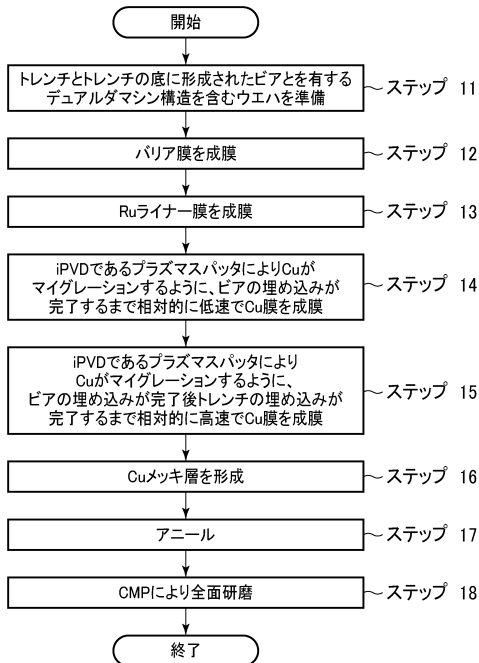 開始
トレンチとトレンチの底に形成されたビアとを有する
デュアルダマシン構造を含むウエハを準備
ステップ 11
バリア膜を成膜
ステップ 12
Ruライナー膜を成膜
ステップ 13
iPVDであるプラズマスパッタによりCuが
マイグレーションするように、ビアの埋め込みが
完了するまで相対的に低速でCu膜を成膜
ステップ 14
iPVDであるプラズマスパッタにより
Cuがマイグレーションするように、
ビアの埋め込みが完了後トレンチの埋め込みが
完了するまで相対的に高速でCu膜を成膜
ステップ 15
Cuメッキ層を形成
ステップ 16
アニール
ステップ 17
CMPにより全面研磨
ステップ 18
終了